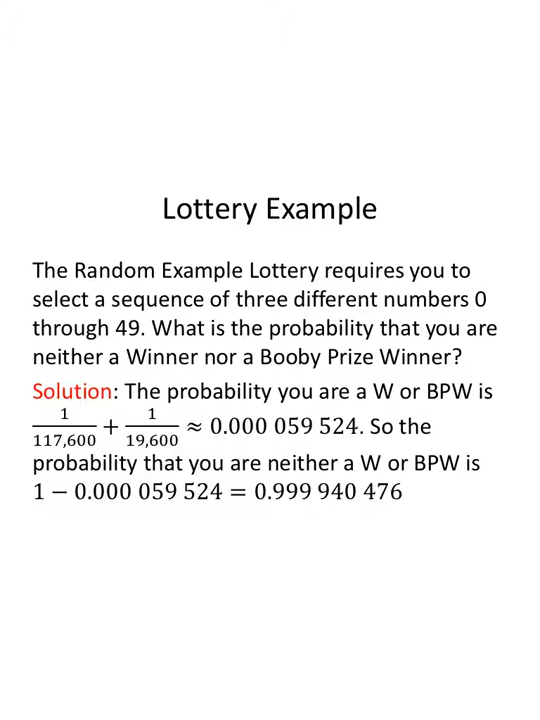 Lottery Example
The Random Example Lottery requires you to
select a sequence of three different numbers 0
through 49. What is the probability that you are
neither a Winner nor a Booby Prize Winner?
Solution: The probability you are a W or BPW is
1/117,600 + 1/19,600 ≈ 0.000 059 524. So the
probability that you are neither a W or BPW is
1 − 0.000 059 524 = 0.999 940 476